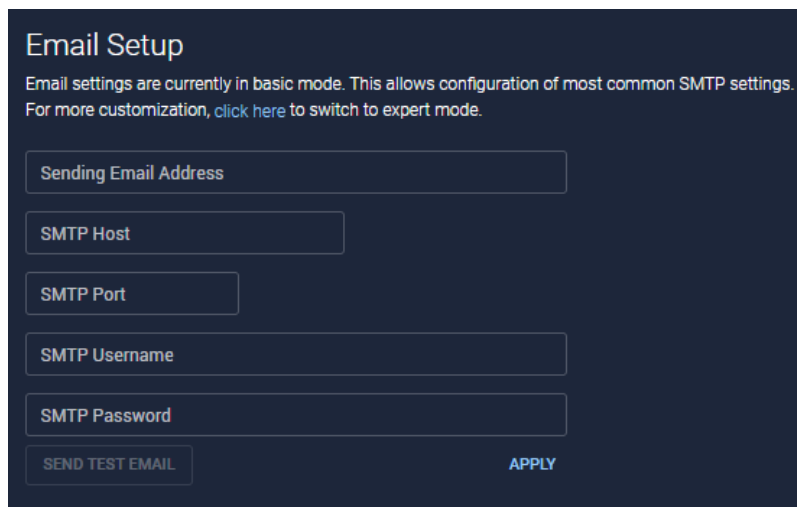 Email Setup
Email settings are currently in basic mode. This allows configuration of most common SMTP settings.
For more customization, click here to switch to expert mode.
Sending Email Address
SMTP Host
SMTP Port
SMTP Username
SMTP Password
SEND TEST EMAIL
APPLY